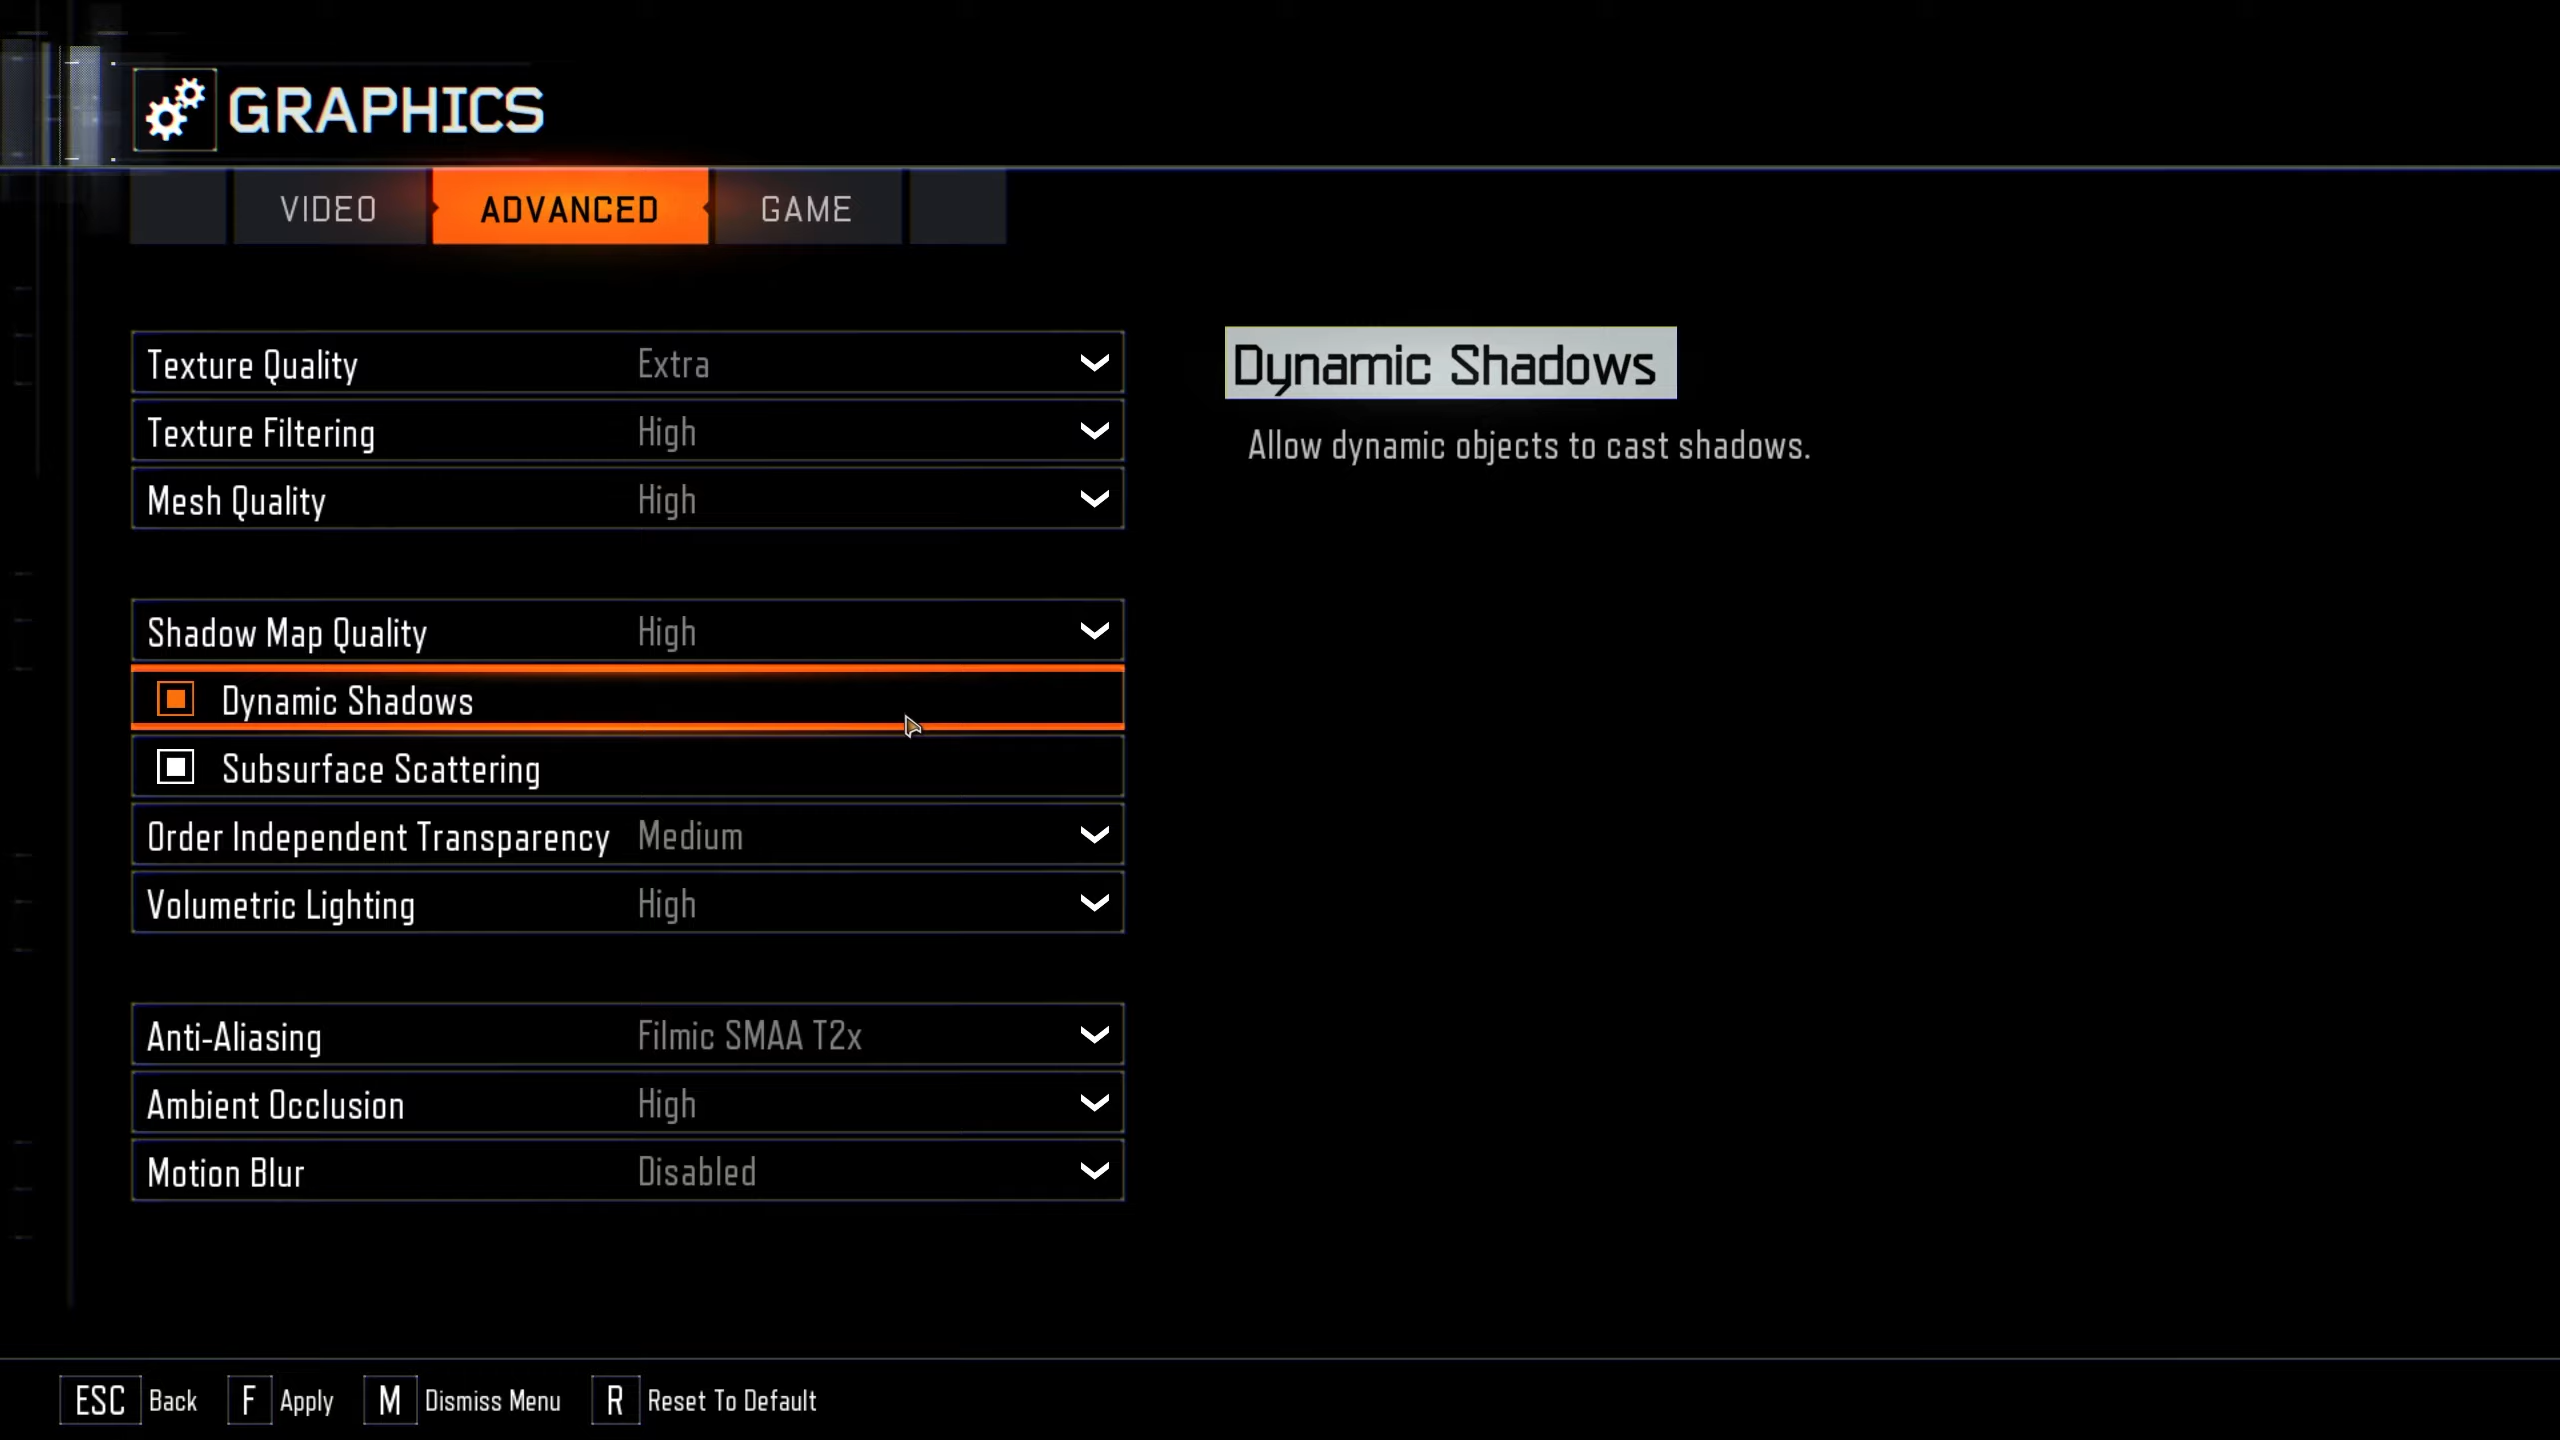 GRAPHICS
VIDEO ADVANCED GAME
Texture Quality Extra
Texture Filtering High
Mesh Quality High
Shadow Map Quality High
Dynamic Shadows
Subsurface Scattering
Order Independent Transparency Medium
Volumetric Lighting High
Anti-Aliasing Filmic SMAA T2x
Ambient Occlusion High
Motion Blur Disabled
Dynamic Shadows
Allow dynamic objects to cast shadows.
ESC Back F Apply M Dismiss Menu R Reset To Default